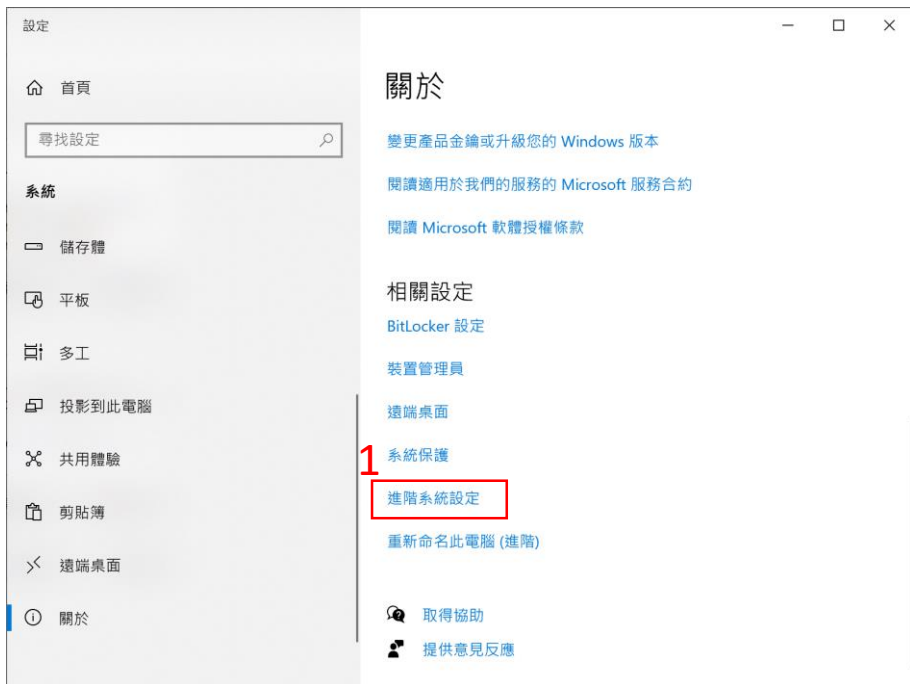 設定
首頁
尋找設定
系統
儲存體
平板
多工
投影到此電腦
共用體驗
剪貼簿
遠端桌面
關於
關於
變更產品金鑰或升級您的 Windows 版本
閱讀適用於我們的服務的 Microsoft 服務合約
閱讀 Microsoft 軟體授權條款
相關設定
BitLocker 設定
裝置管理員
遠端桌面
系統保護
1
進階系統設定
重新命名此電腦 (進階)
取得協助
提供意見反應